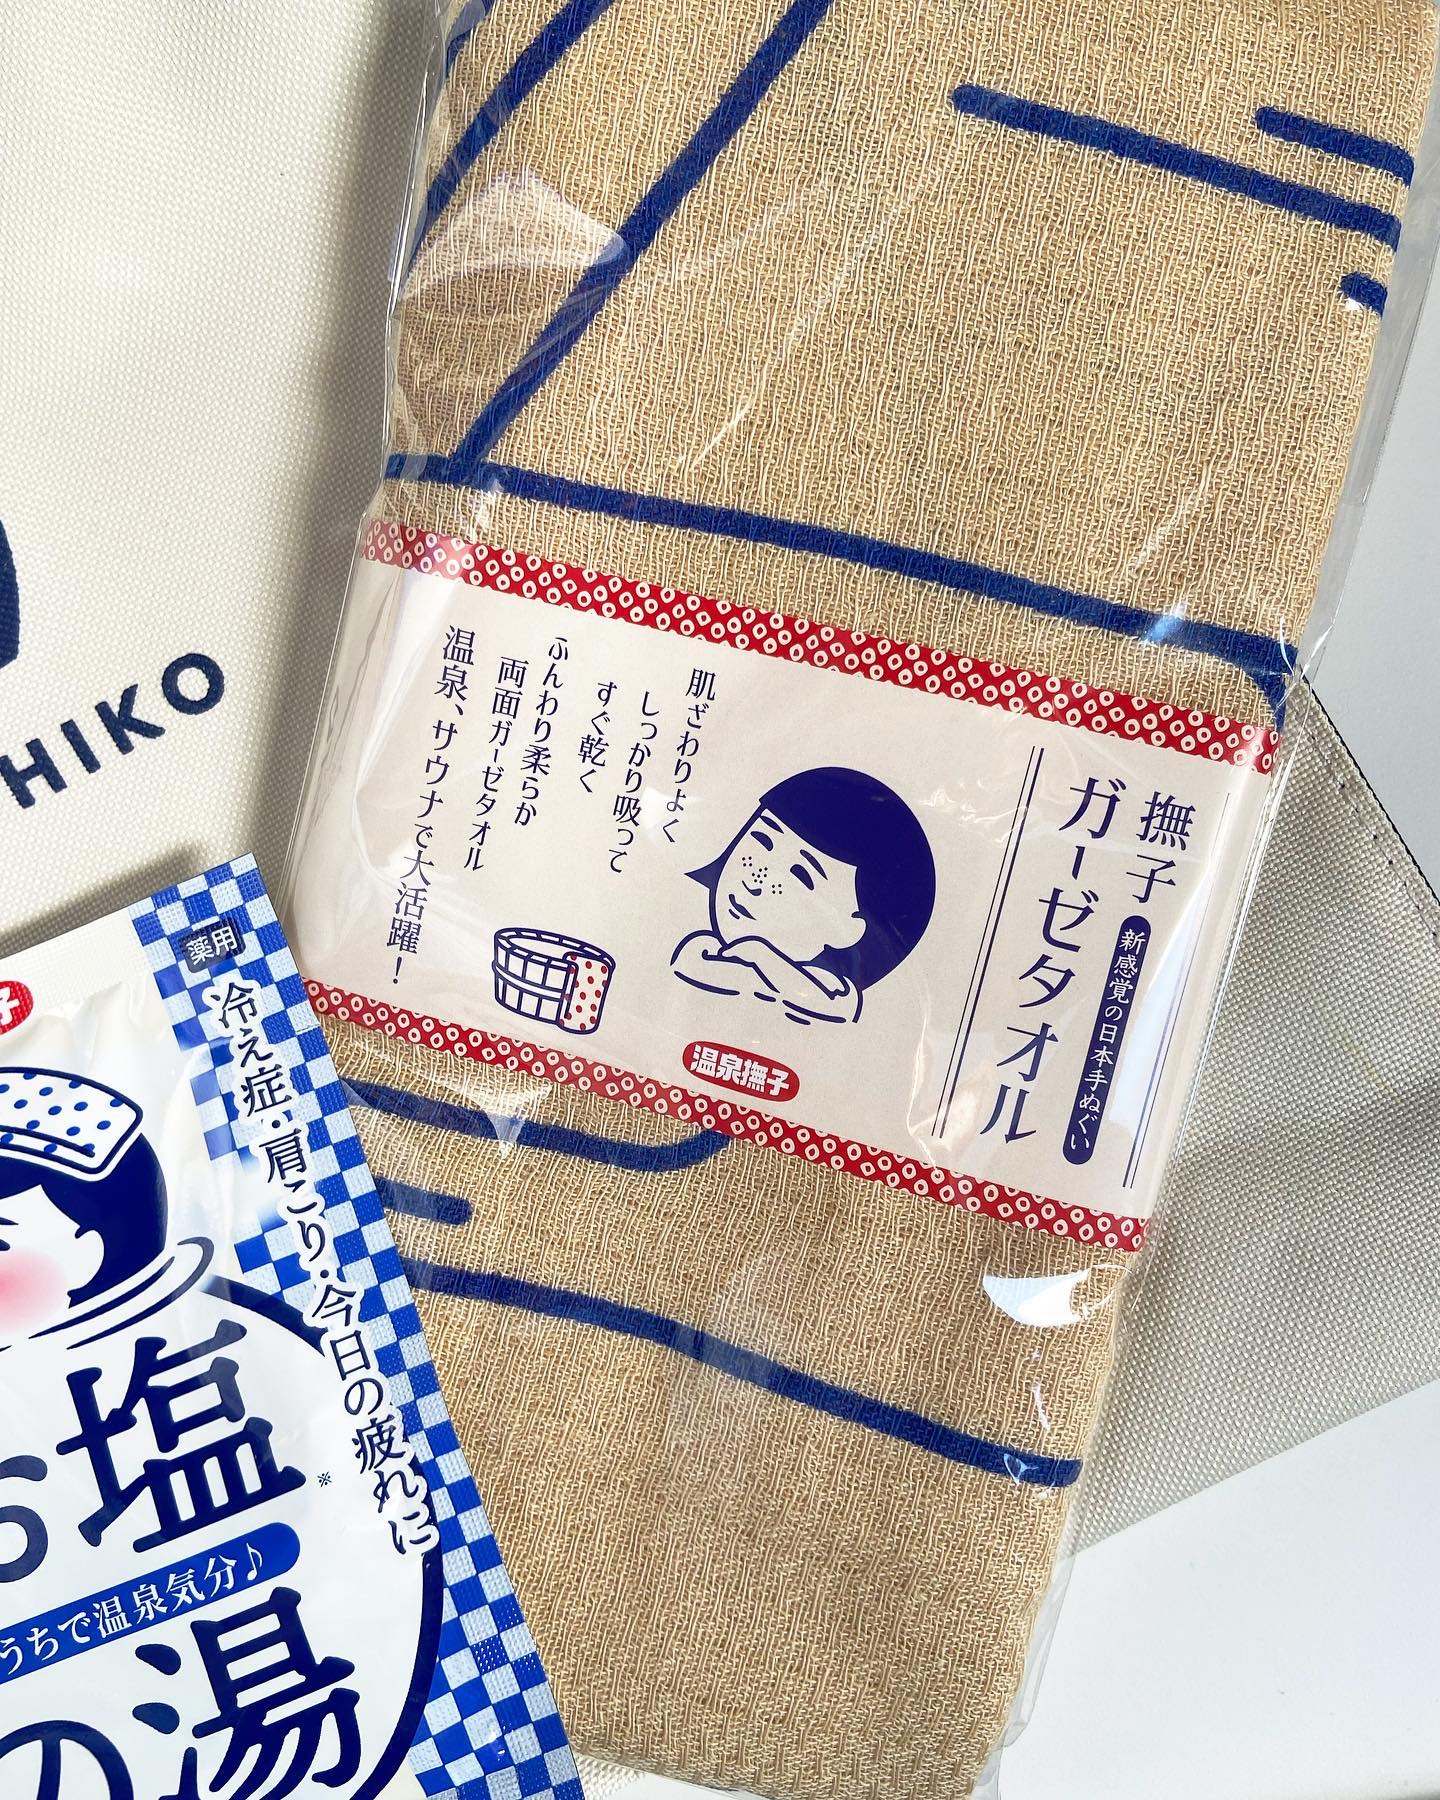 撫子
新感覚の日本手ぬぐい
ガーゼタオル
温泉撫子
肌ざわりよく
しっかり吸って
すぐ乾く
ふんわり柔らか
両面ガーゼタオル
温泉、サウナで大活躍！
HIKO
子
薬用
冷え症・肩こり・今日の疲れに
お塩※
うちで温泉気分♪
の湯